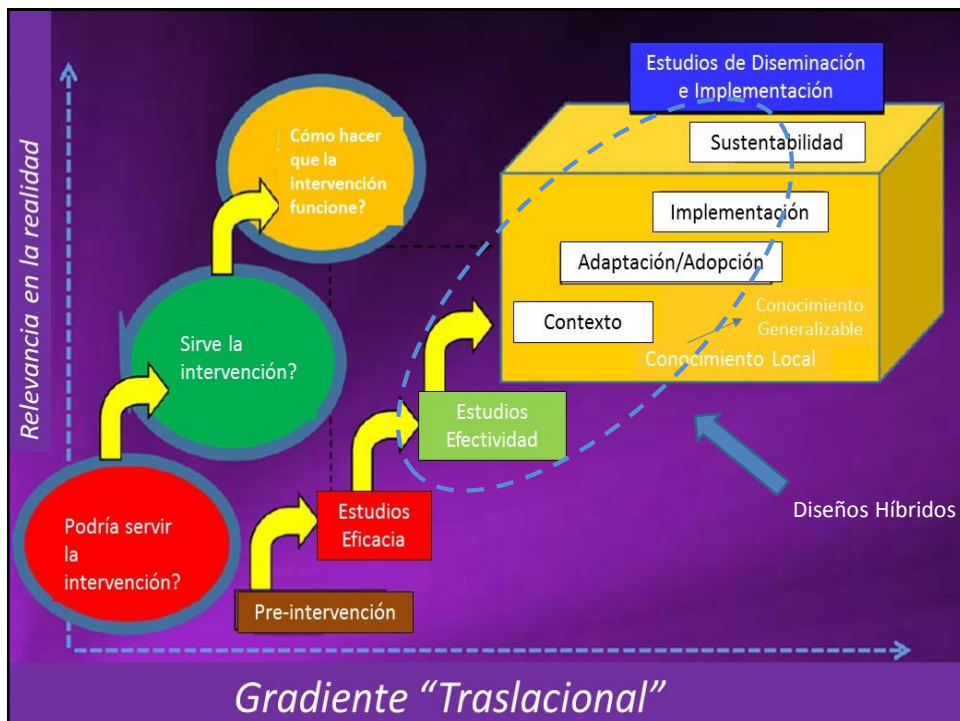 Relevancia en la realidad
Estudios de Diseminación
e Implementación
Cómo hacer
que la
intervención
funcione?
Sustentabilidad
Implementación
Adaptación/Adopción
Contexto
Conocimiento
Generalizable
Conocimiento Local
Sirve la
intervención?
Estudios
Efectividad
Podría servir
la
intervención?
Estudios
Eficacia
Diseños Híbridos
Pre-intervención
Gradiente “Traslacional”